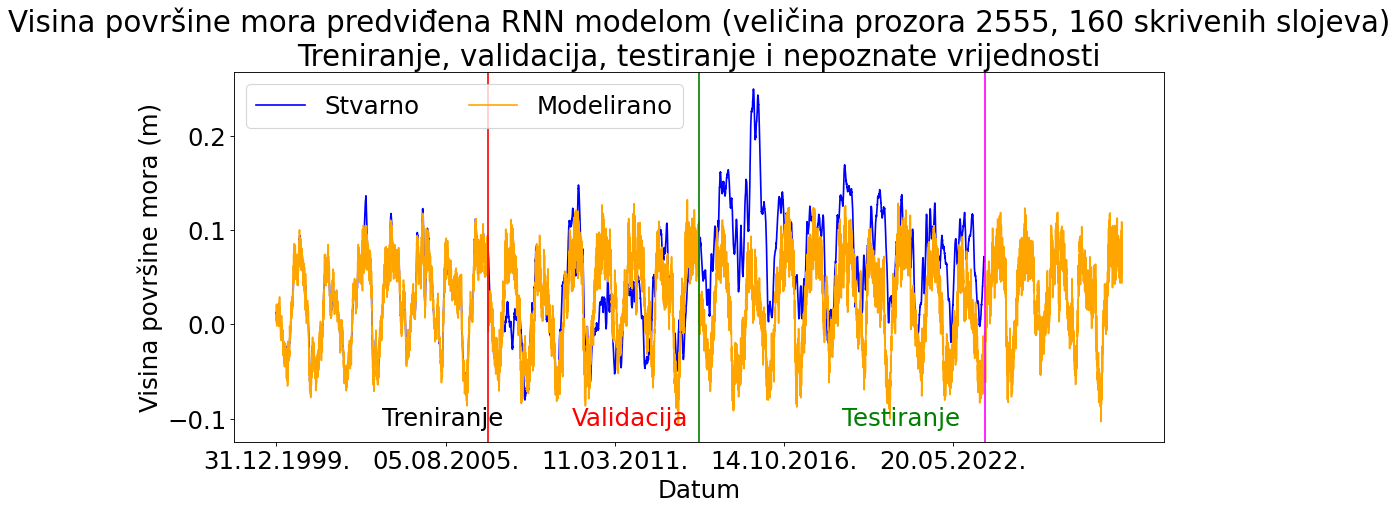 Visina površine mora predviđena RNN modelom (veličina prozora 2555, 160 skrivenih slojeva)
Treniranje, validacija, testiranje i nepoznate vrijednosti
Stvarno
Modelirano
Visina površine mora (m)
0.2
0.1
0.0
−0.1
Treniranje
Validacija
Testiranje
31.12.1999.
05.08.2005.
11.03.2011.
14.10.2016.
20.05.2022.
Datum